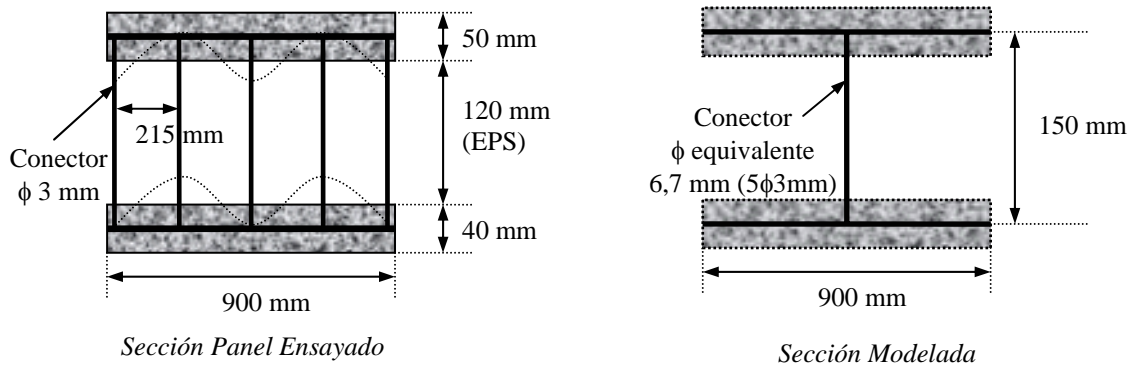 50 mm
120 mm
(EPS)
215 mm
Conector
ϕ 3 mm
40 mm
900 mm
Sección Panel Ensayado
Conector
ϕ equivalente
6,7 mm (5ϕ3mm)
150 mm
900 mm
Sección Modelada